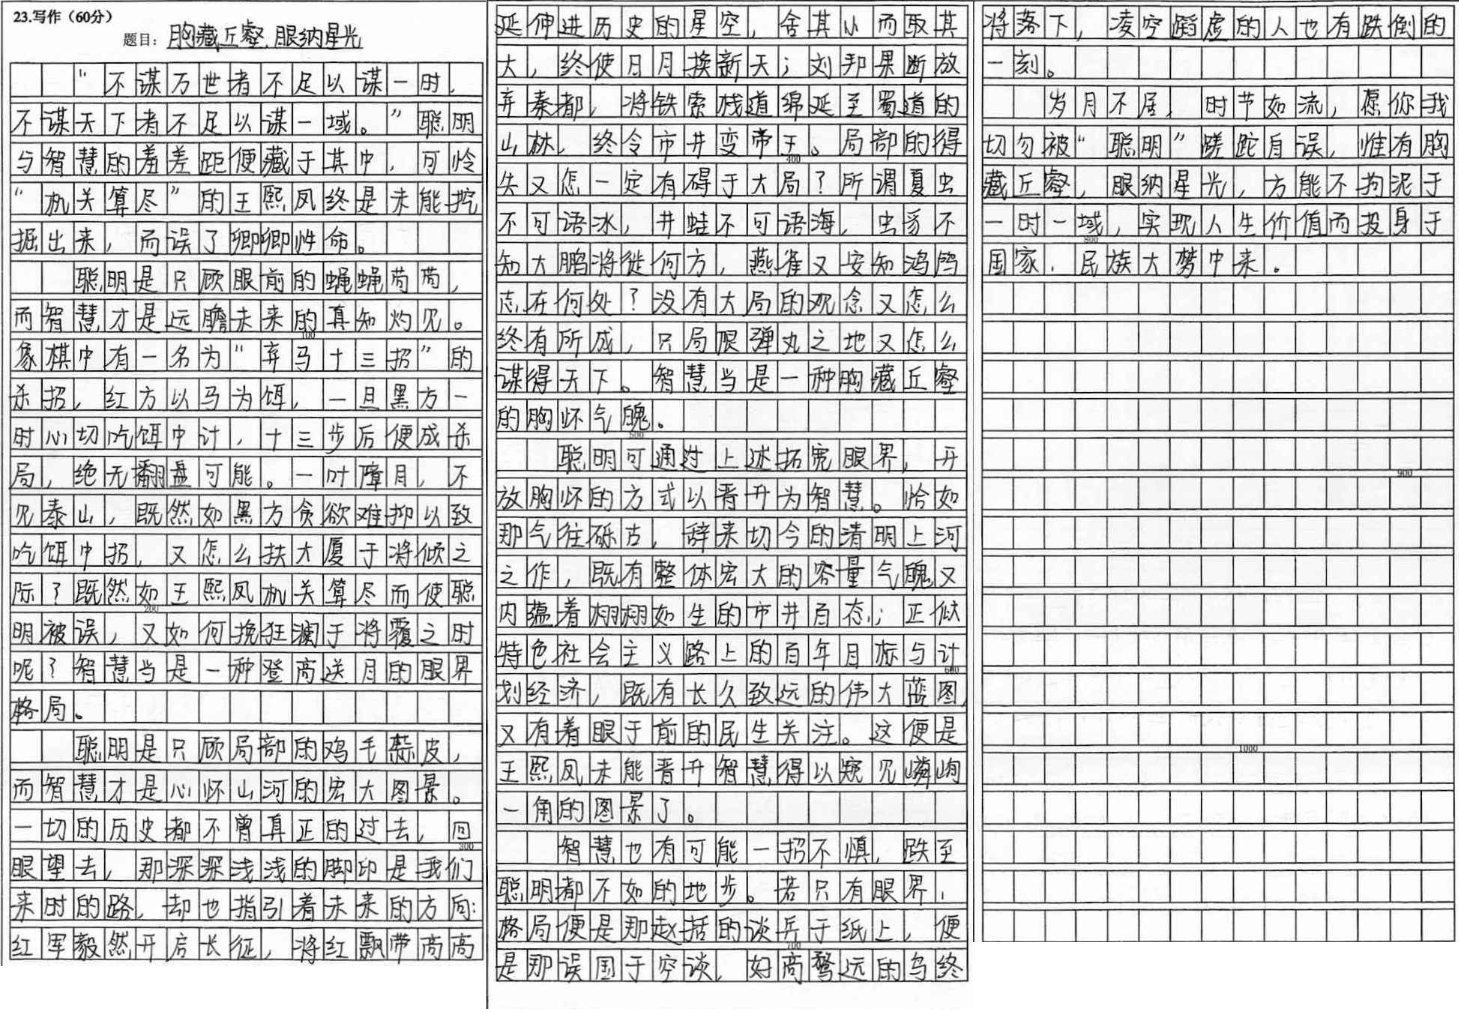 23.写作（60分）
题目：胸藏丘壑，眼纳星光
“不谋万世者不足以谋一时，
不谋天下者不足以谋一域。”聪明
与智慧的差差距便藏于其中，可怜
“机关算尽”的王熙凤终是未能挖
掘出来，而误了卿卿性命。
聪明是只顾眼前的蝇蝇苟苟，
而智慧才是远瞻未来的真知灼见。
100
象棋中有一名为“弃马十三招”的
杀招，红方以马为饵，一旦黑方一
时心切吃饵中计，十三步后便成杀
局，绝无翻盘可能。一叶障月，不
见泰山，既然如黑方贪欲难抑以致
吃饵中招，又怎么扶大厦于将倾之
际？既然如王熙凤机关算尽而使聪
200
明被误，又如何挽狂澜于将覆之时
呢？智慧当是一种登高送月的眼界
格局。
聪明是只顾局部的鸡毛蒜皮，
而智慧才是心怀山河的宏大图景。
一切的历史都不曾真正的过去，回
300
眼望去，那深深浅浅的脚印是我们
来时的路，却也指引着未来的方向：
红军毅然开启长征，将红飘带高高
延伸进历史的星空，舍其小而取其
大，终使日月换新天；刘邦果断放
弃秦都，将铁索栈道绵延至蜀道的
山林，终令市井变帝王。局部的得
400
失又怎一定有碍于大局？所谓夏虫
不可语冰，井蛙不可语海，虫豸不
知大鹏将徙何方，燕雀又安知鸿鹄
志在何处？没有大局的观念又怎么
终有所成，只局限弹丸之地又怎么
谋得天下。智慧当是一种胸藏丘壑
的胸怀气魄。
500
聪明可通过上述拓宽眼界，开
放胸怀的方式以晋升为智慧。恰如
那气往砾古，辞来切今的清明上河
之作，既有整体宏大的容量气魄又
内蕴着栩栩如生的市井百态；正似
特色社会主义路上的百年目标与计
600
划经济，既有长久致远的伟大蓝图，
又有着眼于前的民生关注。这便是
王熙凤未能晋升智慧得以窥见嶙峋
一角的图景了。
智慧也有可能一招不慎，跌至
聪明都不如的地步。若只有眼界，
格局便是那赵括的谈兵于纸上，便
700
是那误国于空谈，好高骛远的鸟终
将落下，凌空蹈虚的人也有跌倒的
一刻。
岁月不居，时节如流，愿你我
切勿被“聪明”蹉跎自误，惟有胸
藏丘壑，眼纳星光，方能不拘泥于
一时一域，实现人生价值而投身于
800
国家，民族大梦中来。
900
1000